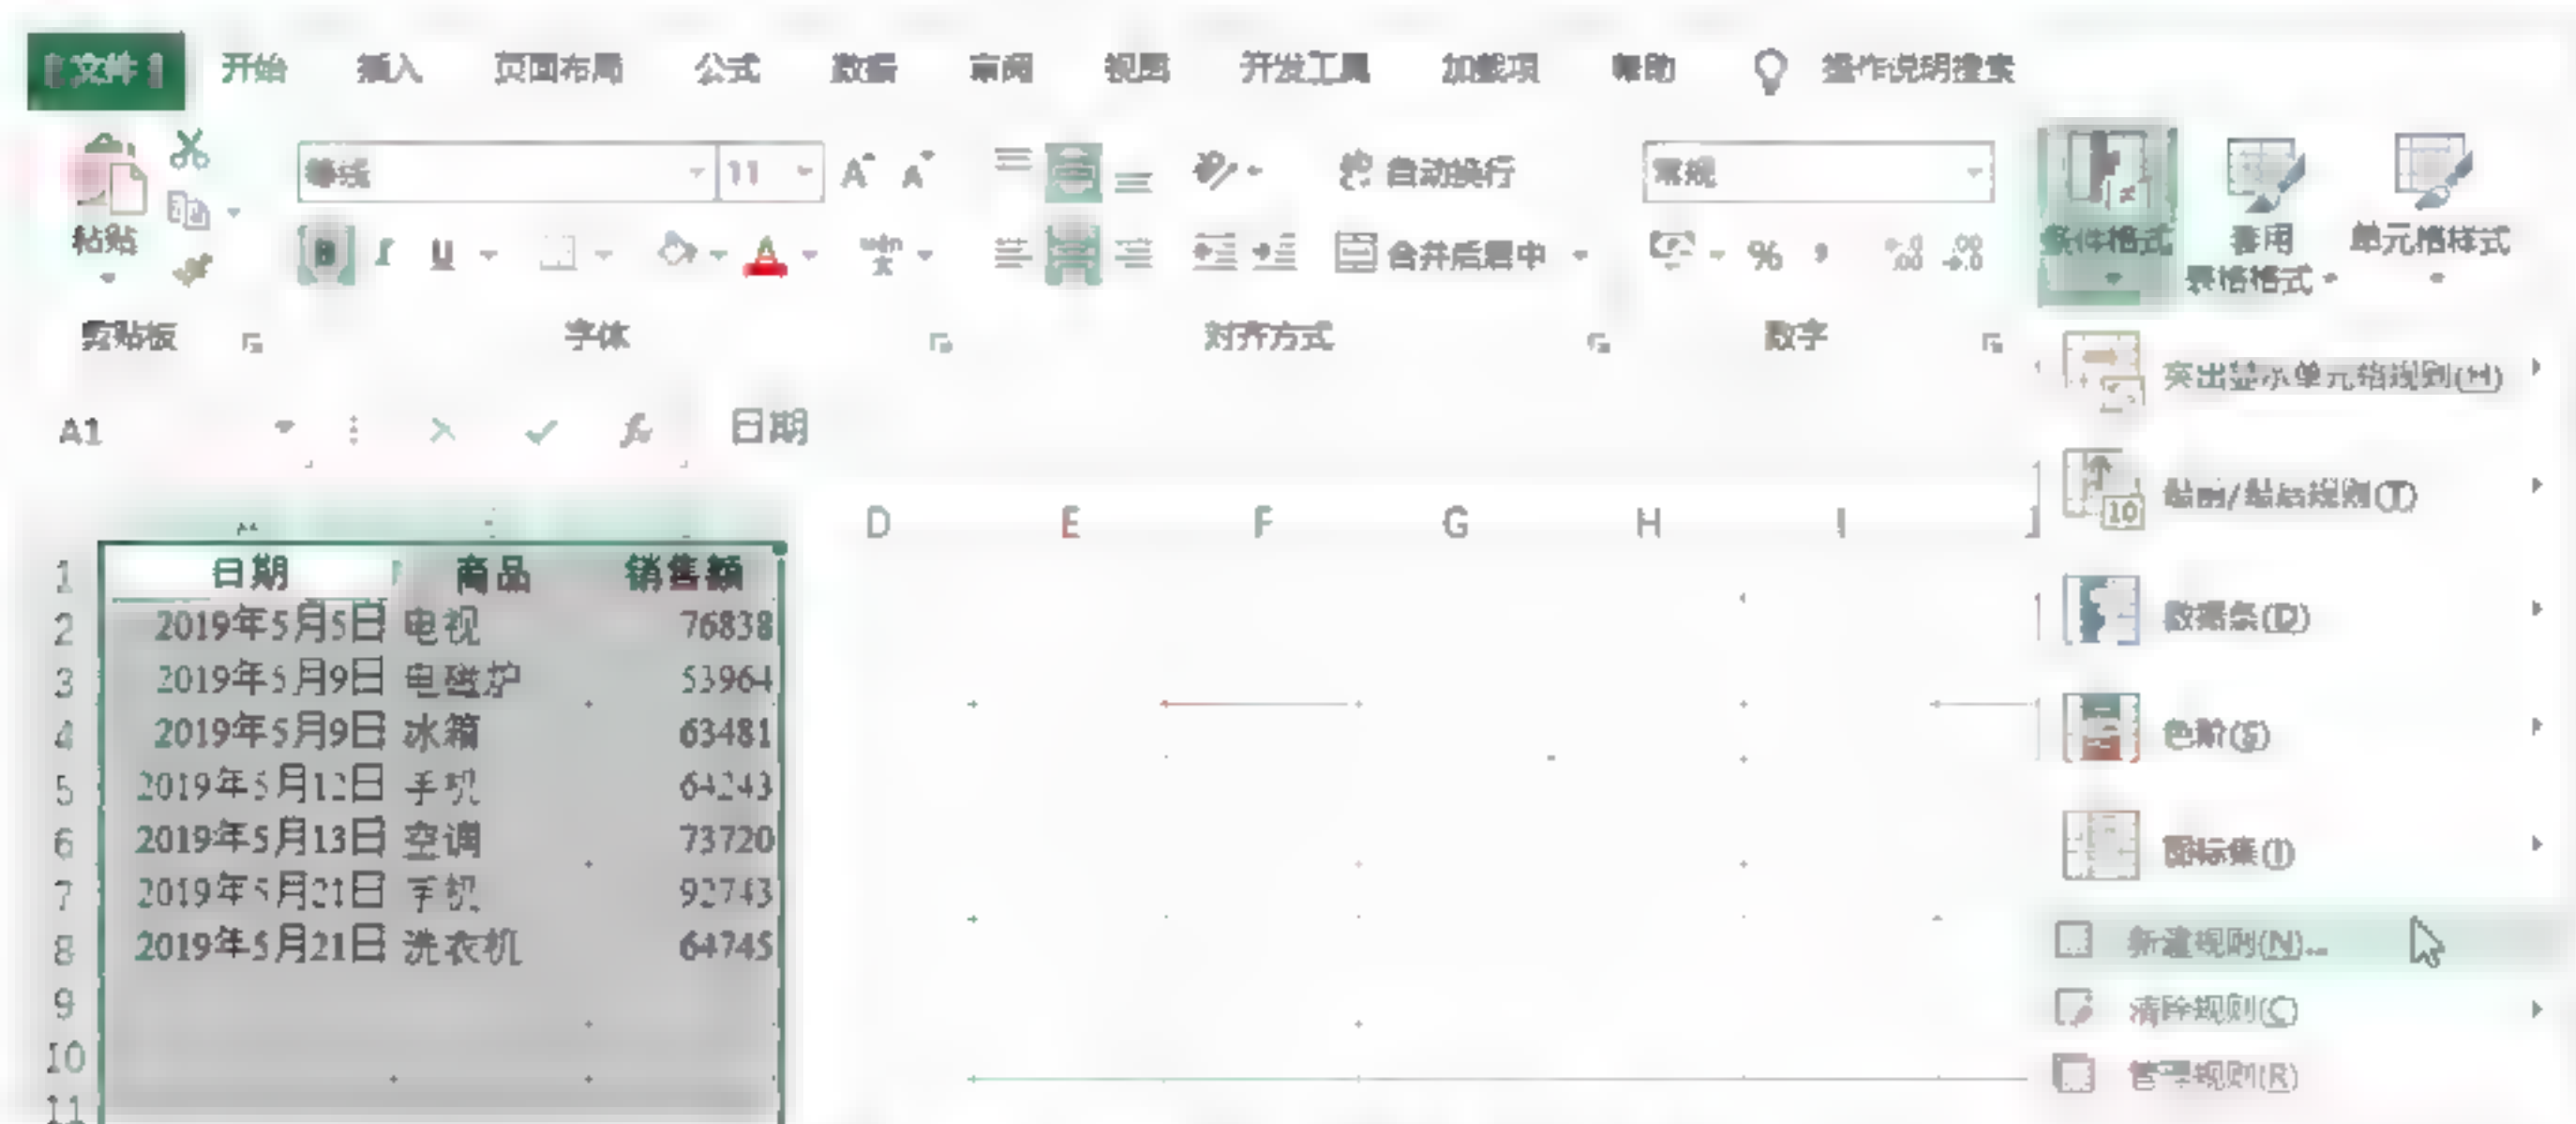 文件 开始 插入 页面布局 公式 数据 审阅 视图 开发工具 加载项 帮助 操作说明搜索
等线 11 A A 自动换行 常规
粘贴 B I U 合并后居中 % 条件格式 套用 单元格样式
表格格式
剪贴板 字体 对齐方式 数字
突出显示单元格规则(H)
A1 fx 日期
最前/最后规则(T)
D E F G H I
1 日期 商品 销售额
2 2019年5月5日 电视 76838
数据条(D)
3 2019年5月9日 电磁炉 53964
4 2019年5月9日 冰箱 63481
色阶(S)
5 2019年5月12日 手机 64243
6 2019年5月13日 空调 73720
图标集(I)
7 2019年5月21日 手机 92743
8 2019年5月21日 洗衣机 64745
新建规则(N)...
9
清除规则(C)
10
管理规则(R)
11